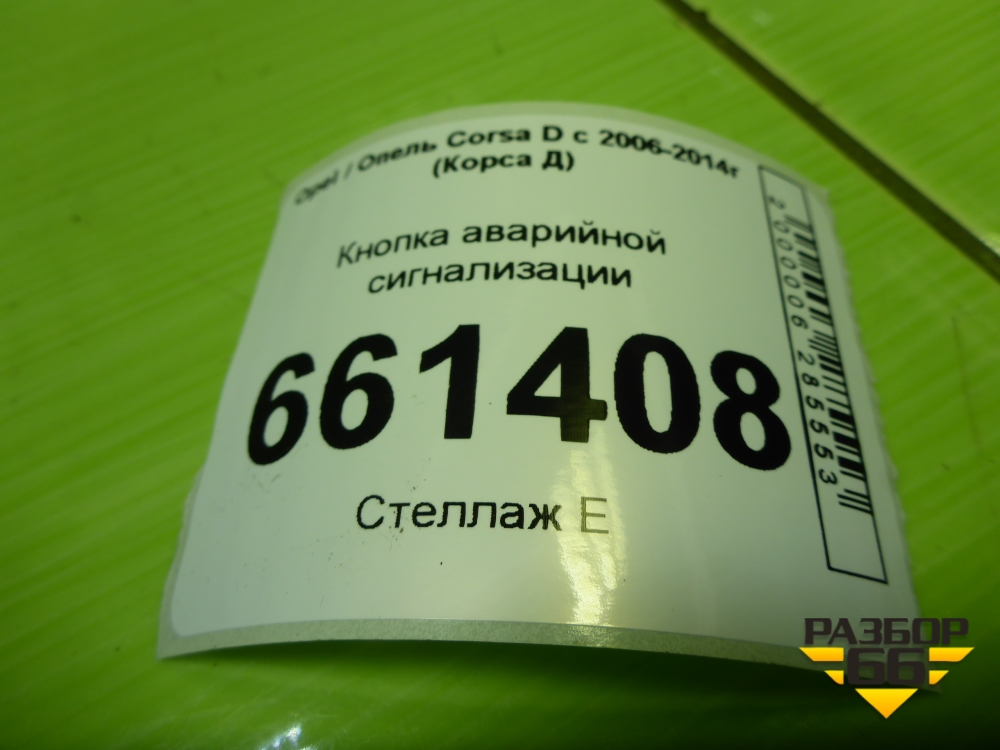 Opel / Опель Corsa D с 2006-2014г
(Корса Д)
Кнопка аварийной
сигнализации
661408
Стеллаж Е
2000006285553
РАЗБОР
66